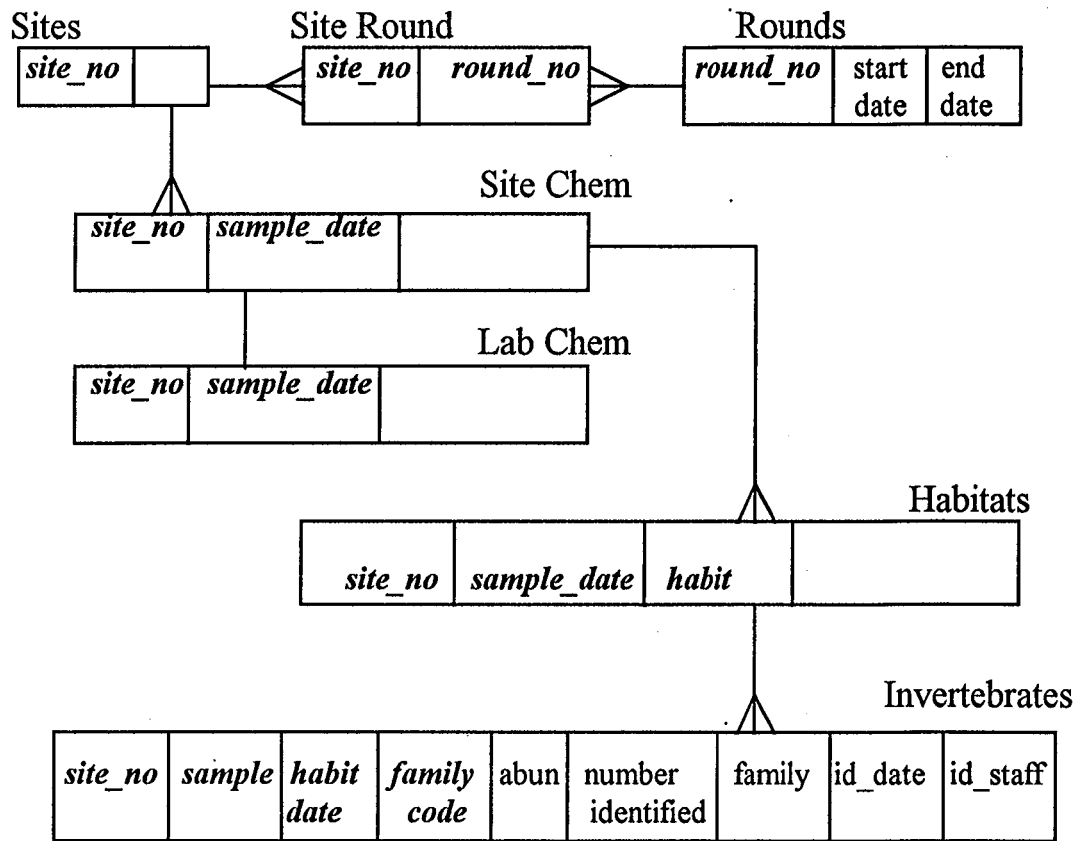 Sites Site Round Rounds
site_no site_no round_no round_no start end
date date
Site Chem
site_no sample_date
Lab Chem
site_no sample_date
Habitats
site_no sample_date habit
Invertebrates
site_no sample habit family abun number family id_date id_staff
date code identified